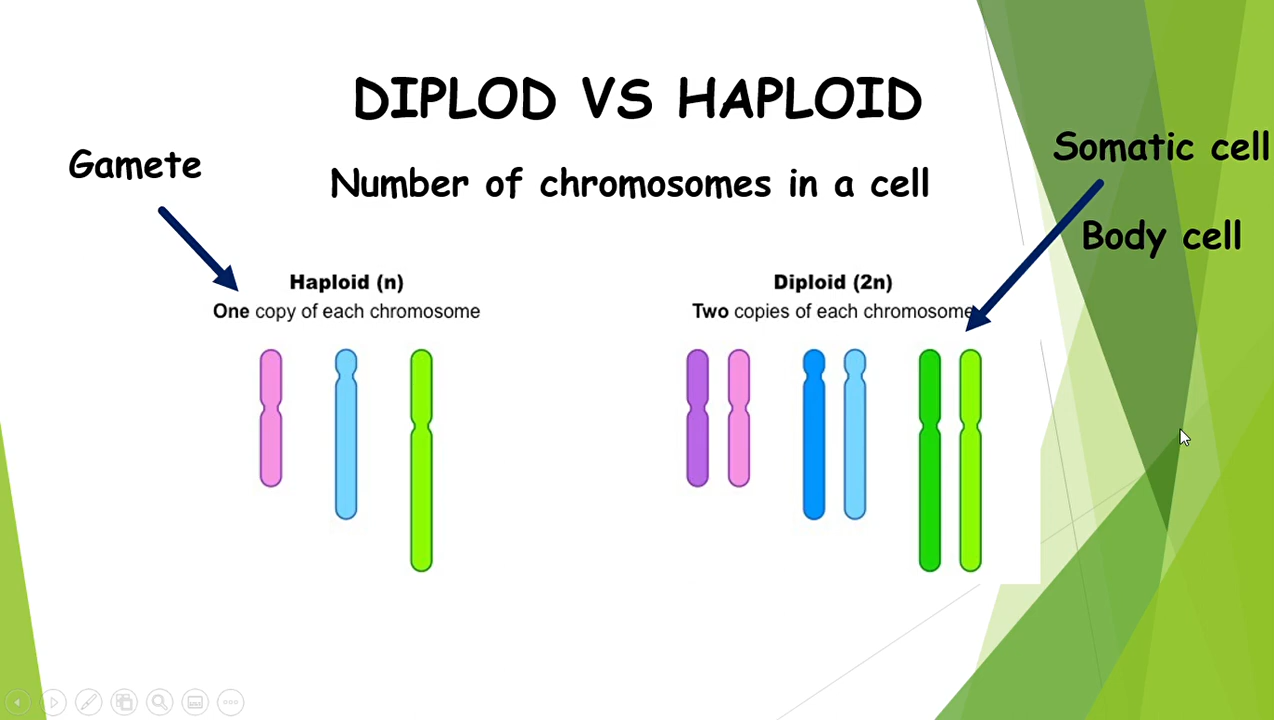 DIPLOD VS HAPLOID
Gamete
Number of chromosomes in a cell
Somatic cell
Body cell
Haploid (n)
One copy of each chromosome
Diploid (2n)
Two copies of each chromosome